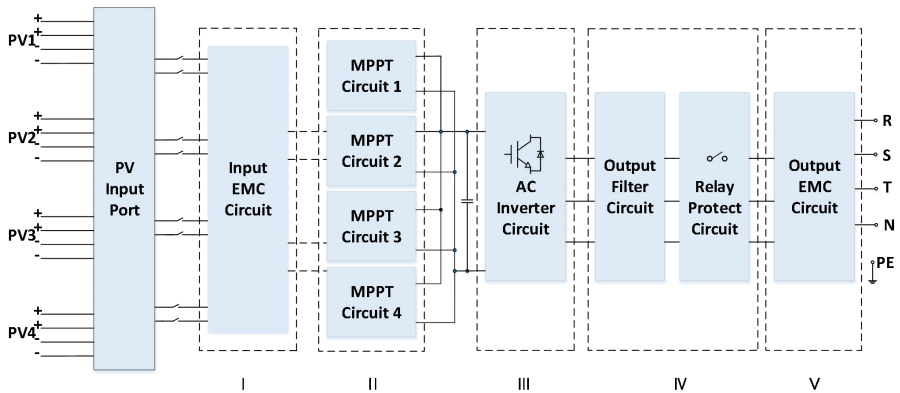 +
+
PV1
-
-
+
+
PV2
-
-
+
+
PV3
-
-
+
+
PV4
-
-
PV
Input
Port
Input
EMC
Circuit
MPPT
Circuit 1
MPPT
Circuit 2
MPPT
Circuit 3
MPPT
Circuit 4
AC
Inverter
Circuit
Output
Filter
Circuit
Relay
Protect
Circuit
Output
EMC
Circuit
R
S
T
N
PE
I
II
III
IV
V